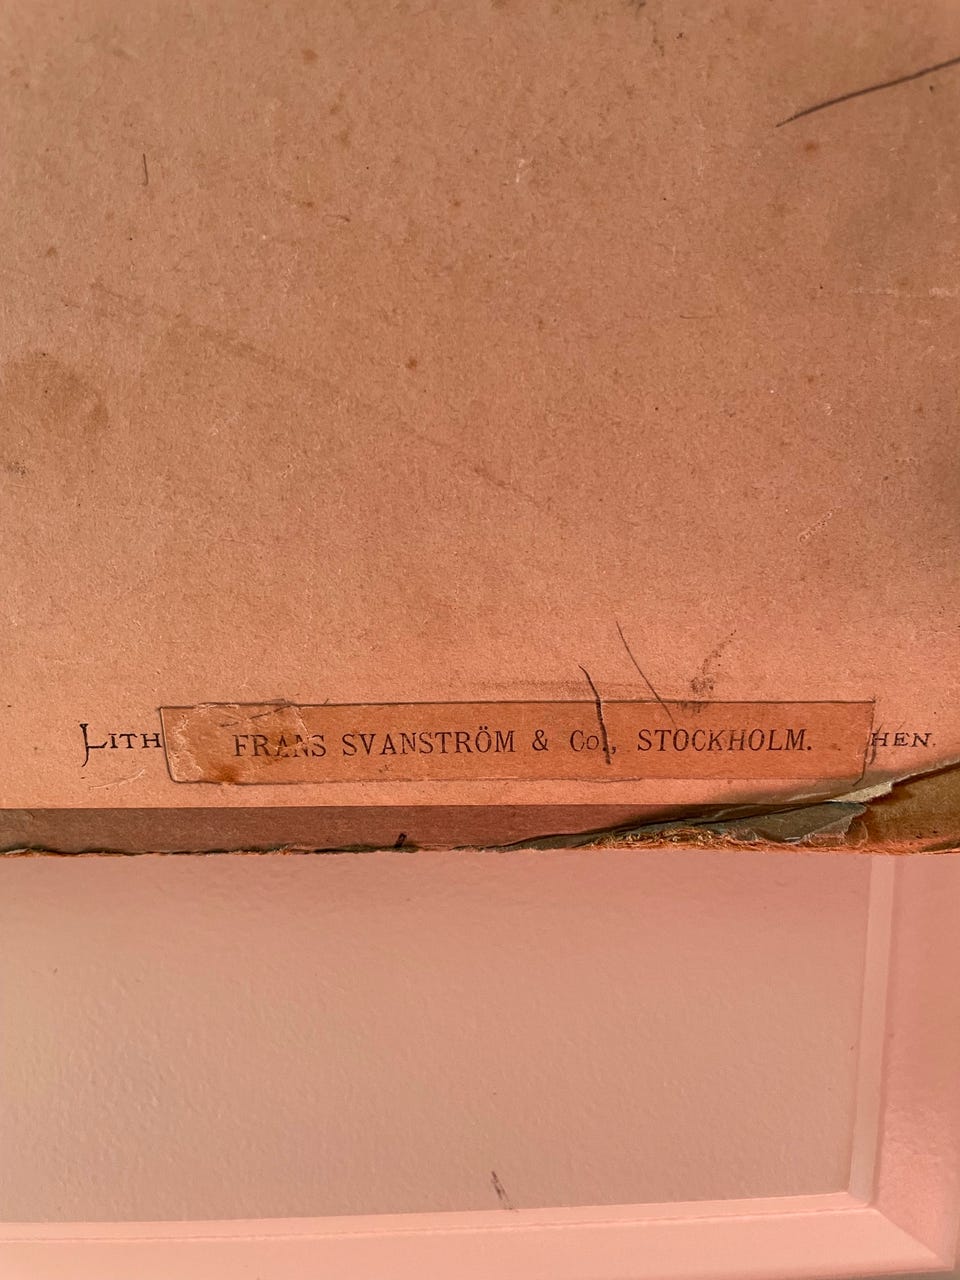 LITH FRANS SVANSTRÖM & Co., STOCKHOLM. HEN.